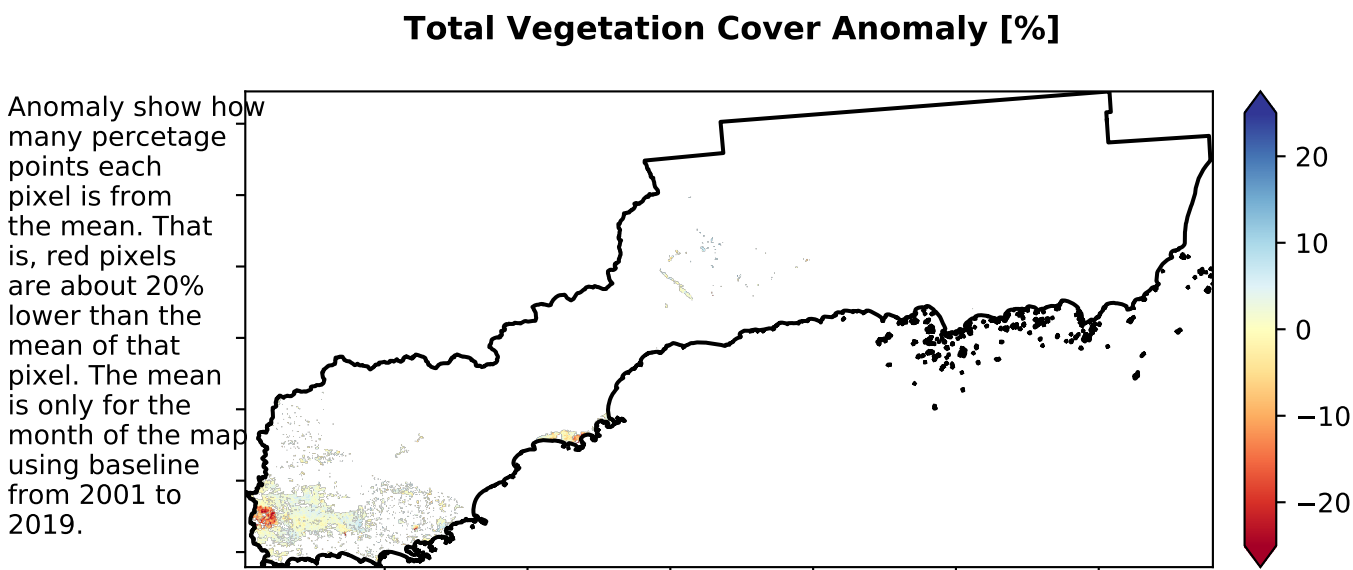 Total Vegetation Cover Anomaly [%]
Anomaly show how
many percetage
points each
pixel is from
the mean. That
is, red pixels
are about 20%
lower than the
mean of that
pixel. The mean
is only for the
month of the map
using baseline
from 2001 to
2019.
20
10
0
−10
−20